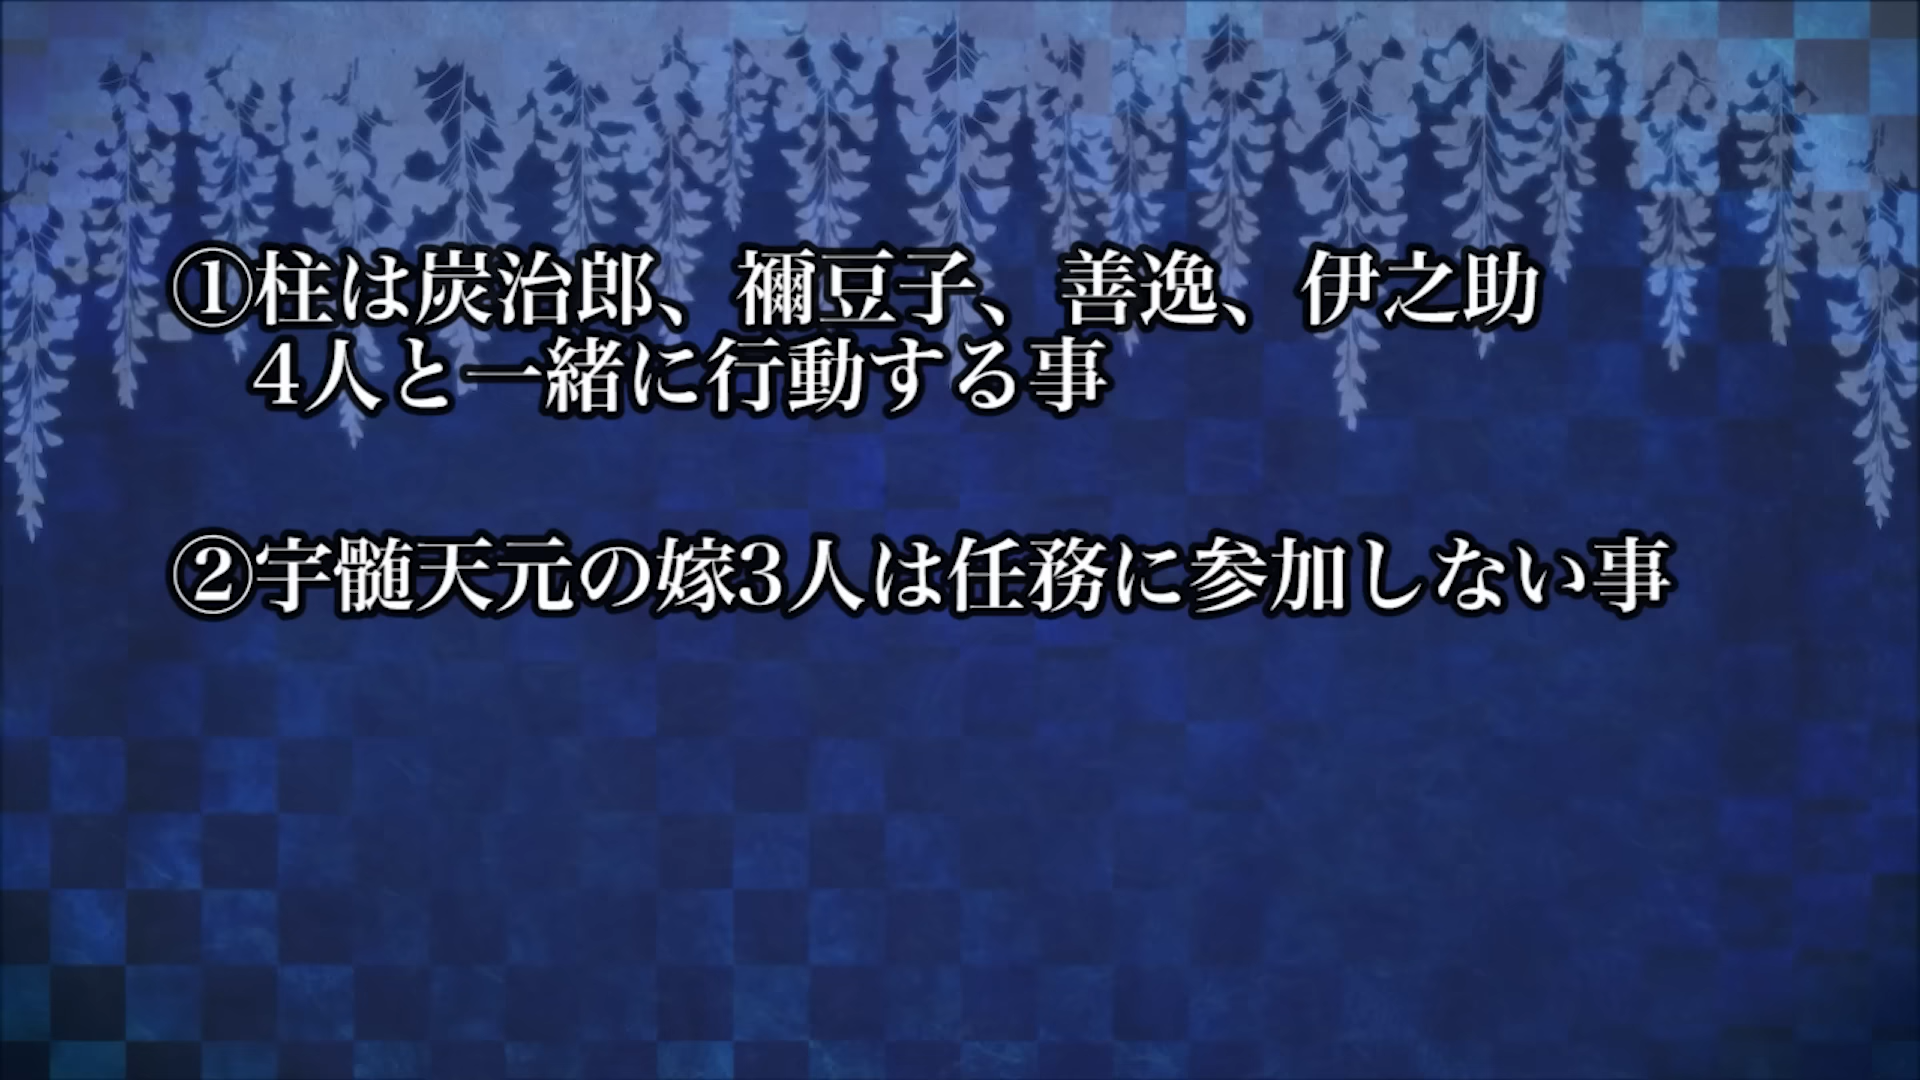 ①柱は炭治郎、禰豆子、善逸、伊之助
4人と一緒に行動する事
②宇髄天元の嫁3人は任務に参加しない事